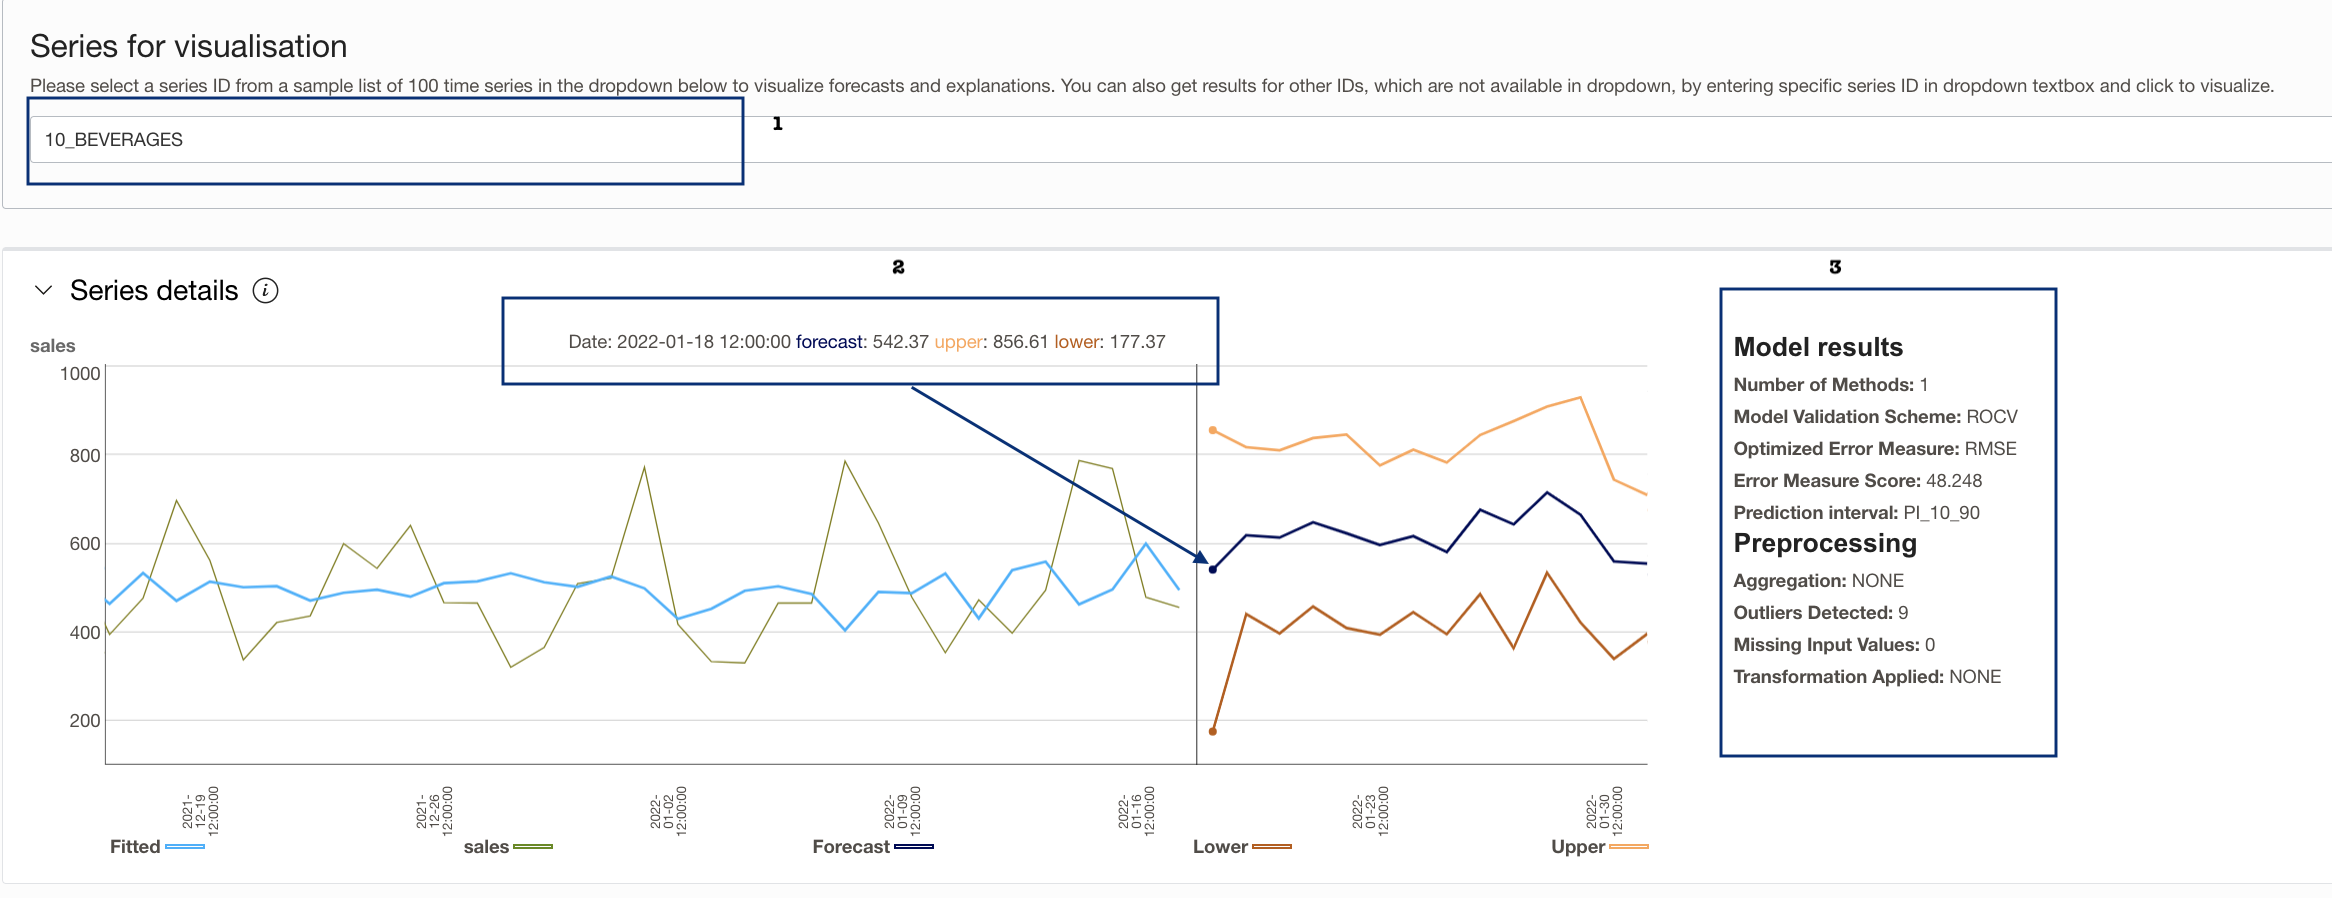 Series for visualisation
Please select a series ID from a sample list of 100 time series in the dropdown below to visualize forecasts and explanations. You can also get results for other IDs, which are not available in dropdown, by entering specific series ID in dropdown textbox and click to visualize.
1
10_BEVERAGES
2
3
Series details i
Date: 2022-01-18 12:00:00 forecast: 542.37 upper: 856.61 lower: 177.37
sales
1000
800
600
400
200
2021-
12-19
12:00:00
2021-
12-26
12:00:00
2022-
01-02
12:00:00
2022-
01-09
12:00:00
2022-
01-16
12:00:00
2022-
01-23
12:00:00
2022-
01-30
12:00:00
Fitted sales Forecast Lower Upper
Model results
Number of Methods: 1
Model Validation Scheme: ROCV
Optimized Error Measure: RMSE
Error Measure Score: 48.248
Prediction interval: PI_10_90
Preprocessing
Aggregation: NONE
Outliers Detected: 9
Missing Input Values: 0
Transformation Applied: NONE